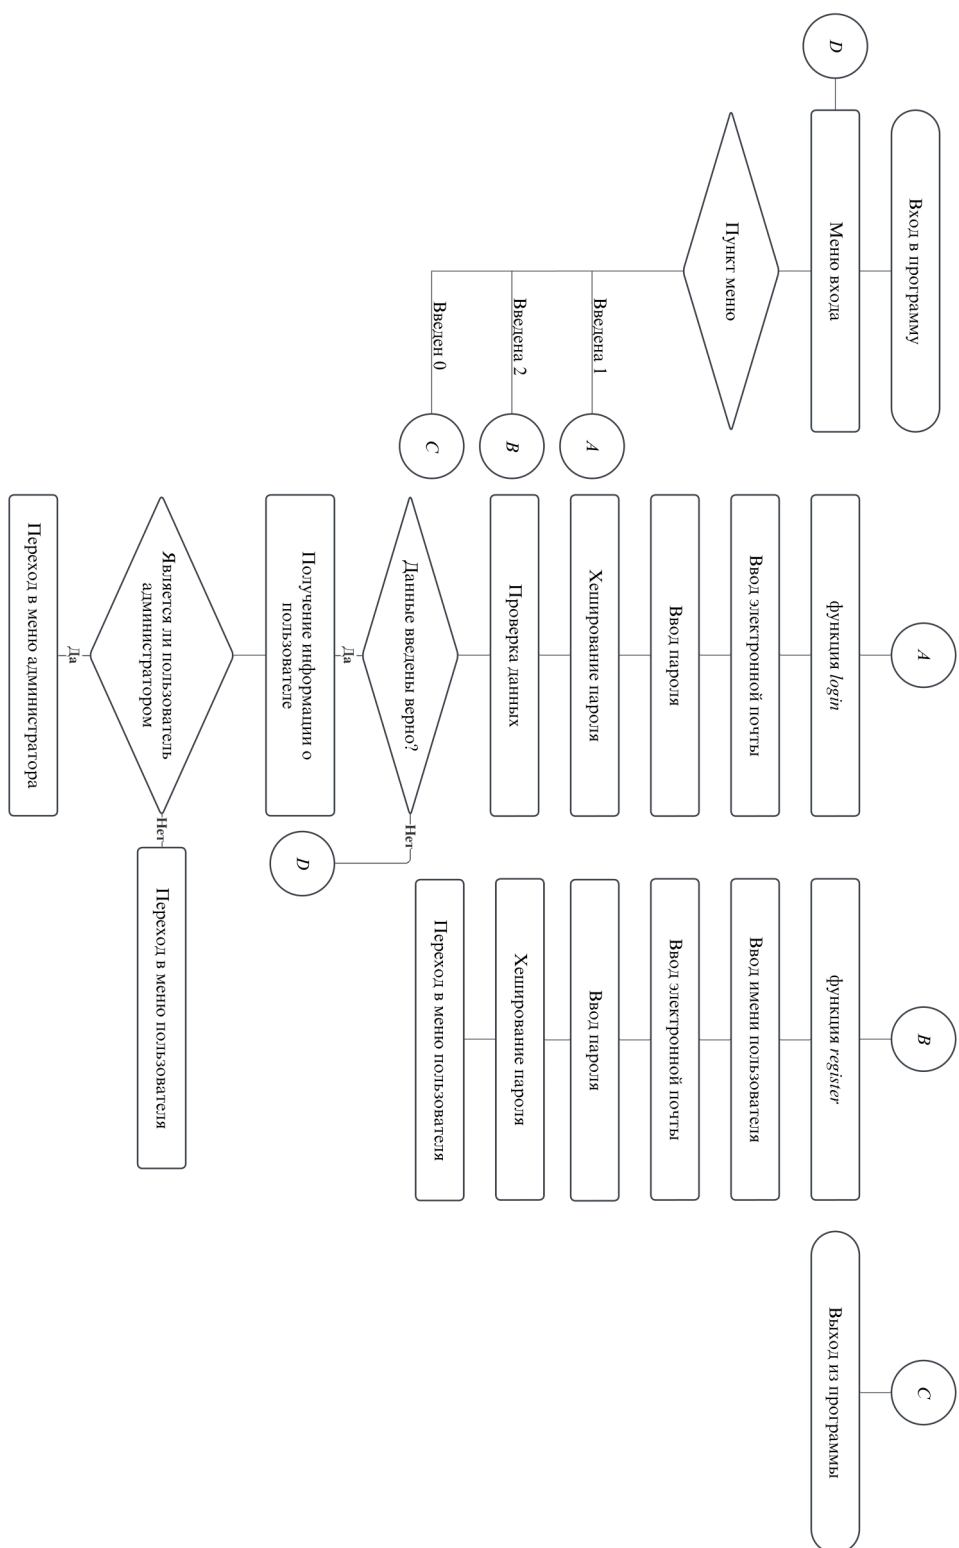 Вход в программу
D
Меню входа
Пункт меню
Введена 1
A
Введена 2
B
Введен 0
C
A
функция login
Ввод электронной почты
Ввод пароля
Хеширование пароля
Проверка данных
Данные введены верно?
Нет
D
Да
Получение информации о
пользователе
Является ли пользователь
администратором
Нет
Переход в меню пользователя
Да
Переход в меню администратора
B
функция register
Ввод имени пользователя
Ввод электронной почты
Ввод пароля
Хеширование пароля
Переход в меню пользователя
C
Выход из программы